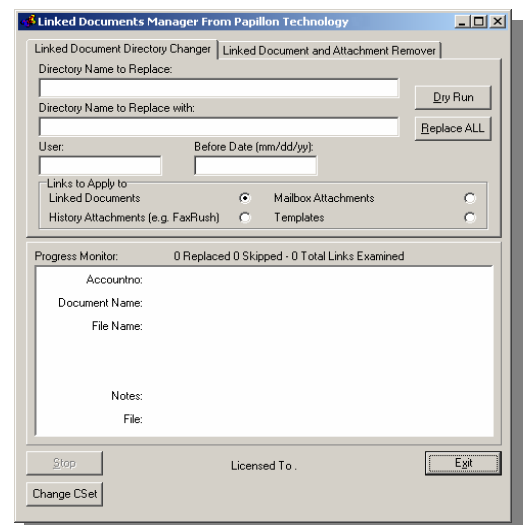 Linked Documents Manager From Papillon Technology
Linked Document Directory Changer
Linked Document and Attachment Remover
Directory Name to Replace:
Dry Run
Directory Name to Replace with:
Replace ALL
User:
Before Date (mm/dd/yy):
Links to Apply to
Linked Documents
Mailbox Attachments
History Attachments (e.g. FaxRush)
Templates
Progress Monitor:
0 Replaced 0 Skipped - 0 Total Links Examined
Accountno:
Document Name:
File Name:
Notes:
File:
Stop
Licensed To .
Exit
Change CSet